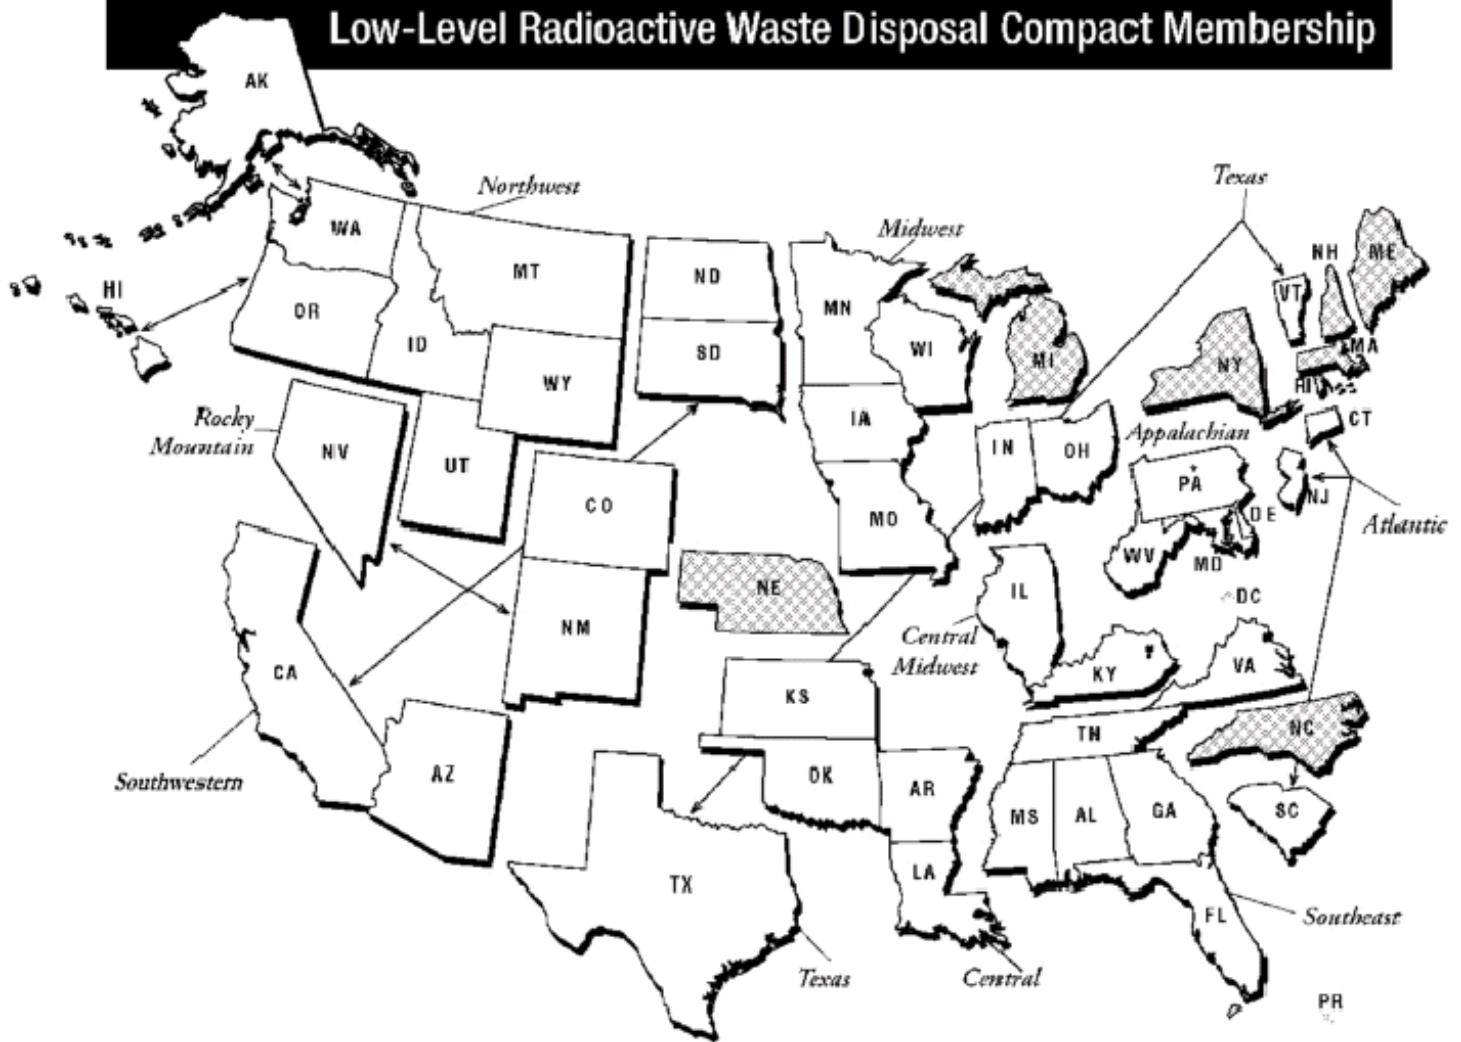 Low-Level Radioactive Waste Disposal Compact Membership
AK
Northwest
Texas
Midwest
WA
MT
ND
MN
NH
ME
HI
OR
ID
SD
WI
MI
VT
NY
MA
WY
IA
Rocky
Mountain
NV
UT
IN
OH
Appalachian
CT
CO
MO
PA
NJ
DE
Atlantic
WV
MD
NE
IL
DC
NM
Central
Midwest
CA
KS
KY
VA
Southwestern
AZ
OK
AR
TN
NC
MS
AL
GA
SC
TX
LA
FL
Southeast
Texas
Central
PR